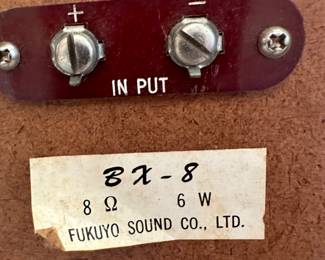 + −
IN PUT
BX-8
8 Ω 6 W
FUKUYO SOUND CO., LTD.